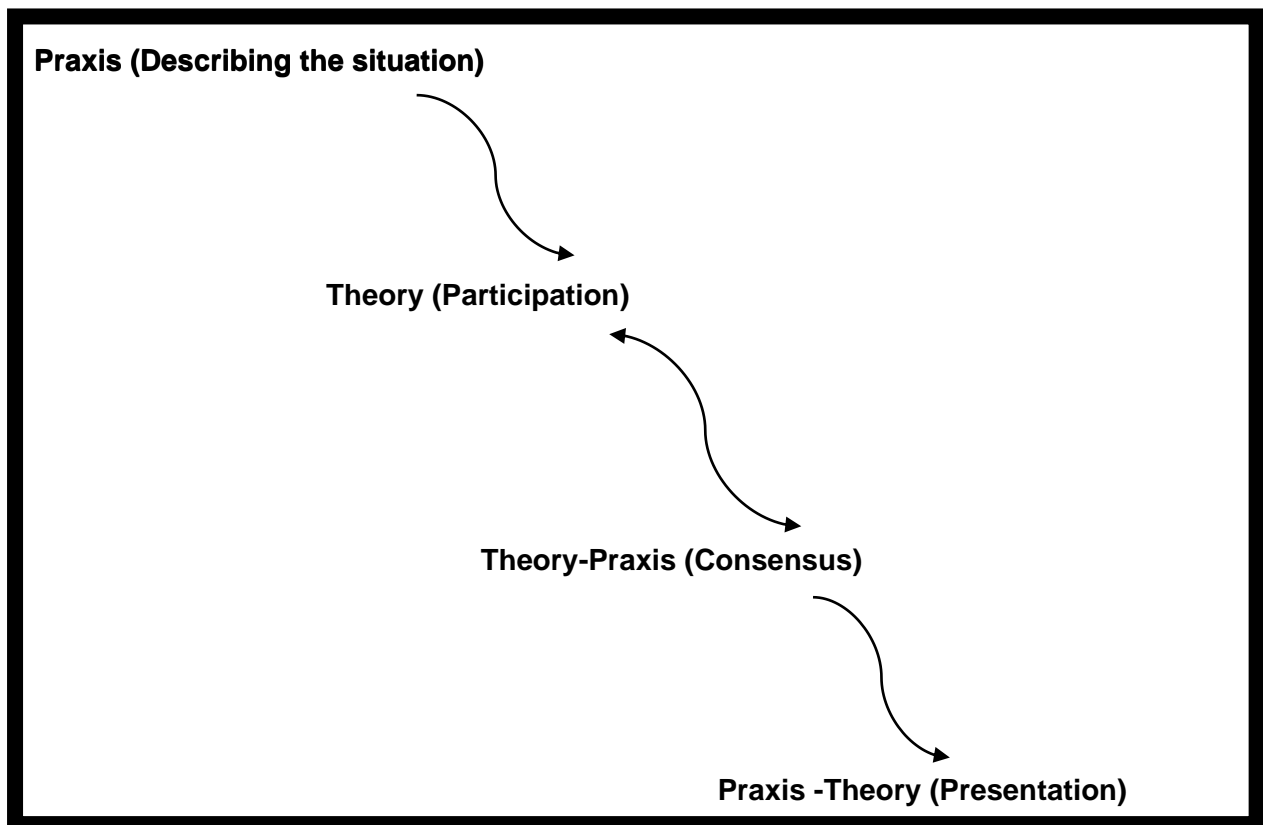 Praxis (Describing the situation)
Theory (Participation)
Theory-Praxis (Consensus)
Praxis -Theory (Presentation)